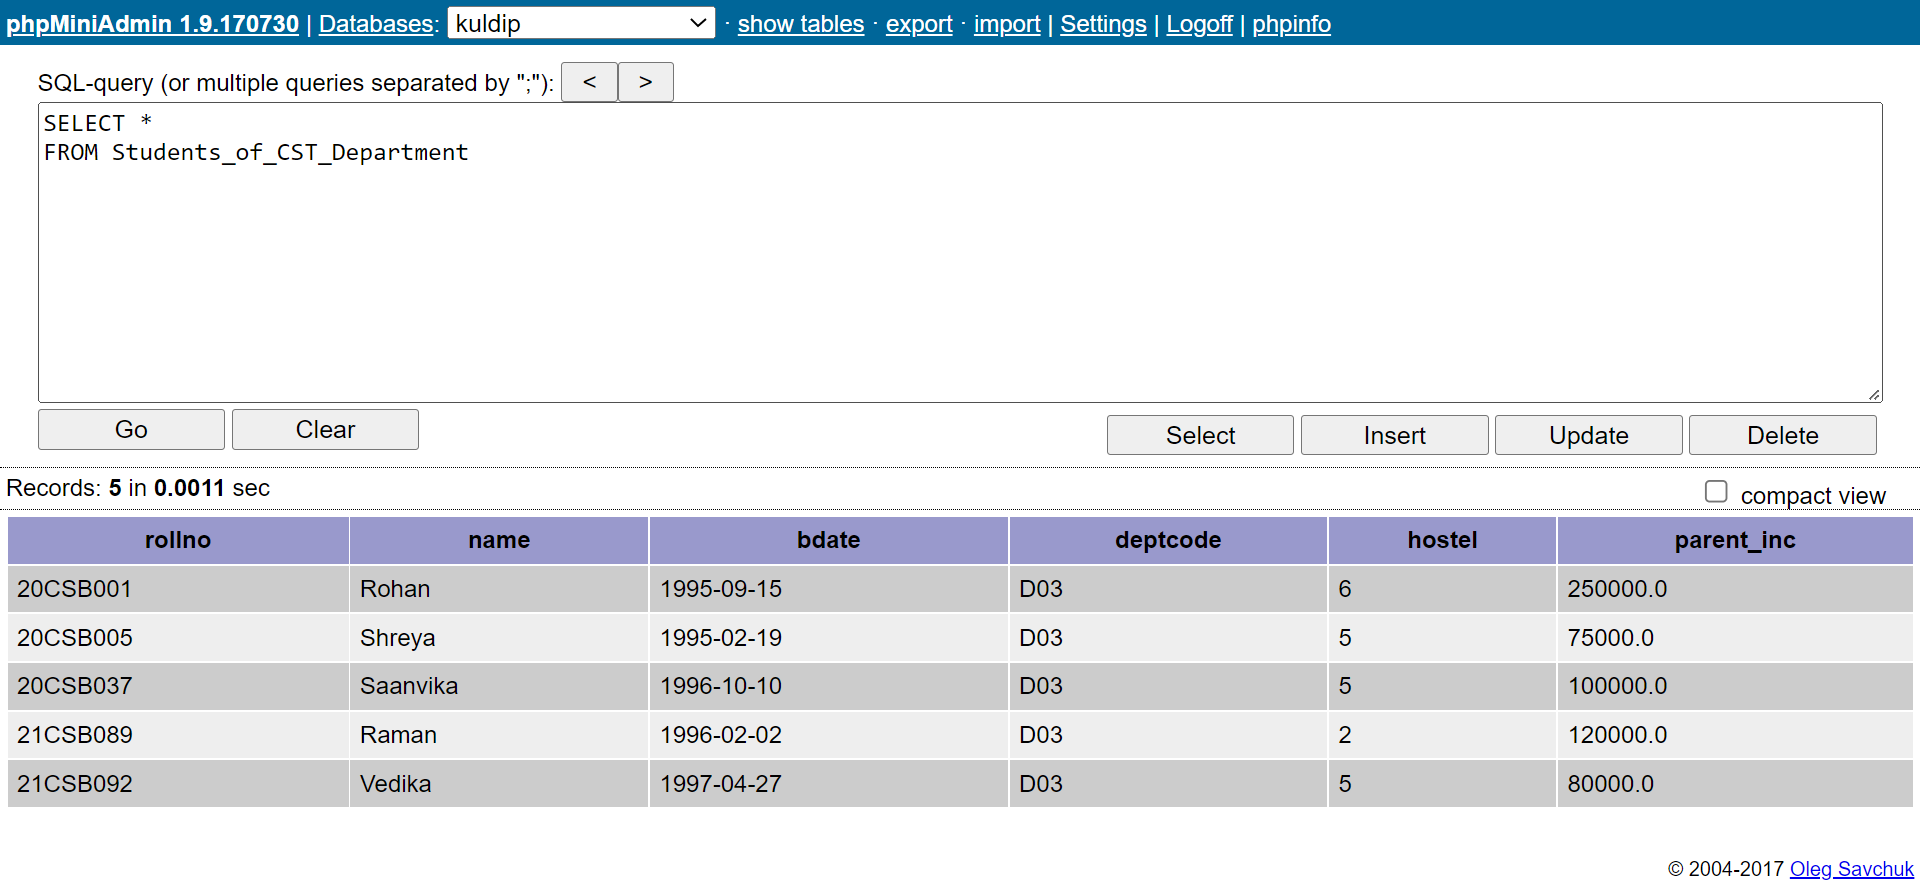 phpMiniAdmin 1.9.170730 | Databases: kuldip · show tables · export · import | Settings | Logoff | phpinfo
SQL-query (or multiple queries separated by ";"): < >
SELECT *
FROM Students_of_CST_Department
Go Clear Select Insert Update Delete
Records: 5 in 0.0011 sec compact view
rollno name bdate deptcode hostel parent_inc
20CSB001 Rohan 1995-09-15 D03 6 250000.0
20CSB005 Shreya 1995-02-19 D03 5 75000.0
20CSB037 Saanvika 1996-10-10 D03 5 100000.0
21CSB089 Raman 1996-02-02 D03 2 120000.0
21CSB092 Vedika 1997-04-27 D03 5 80000.0
© 2004-2017 Oleg Savchuk